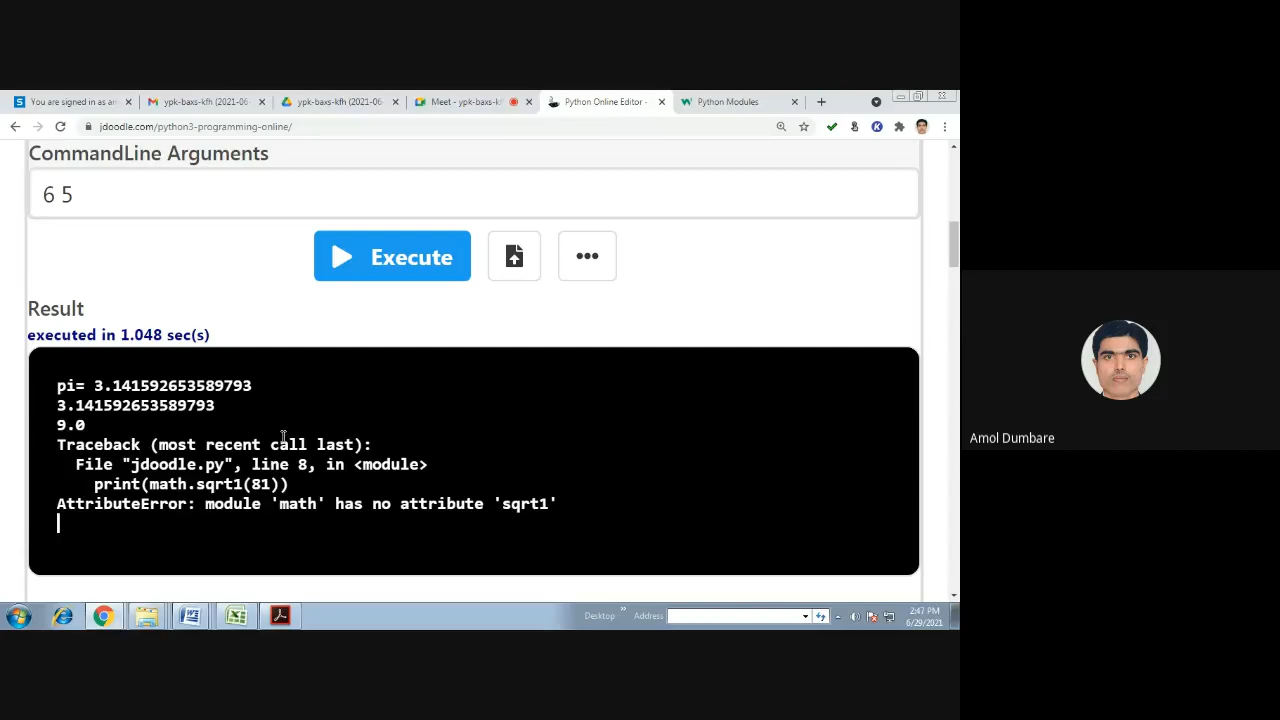 You are signed in as an
ypk-baxs-kfh (2021-06
ypk-baxs-kfh (2021-06-
Meet - ypk-baxs-k
Python Online Editor -
Python Modules
jdoodle.com/python3-programming-online/
CommandLine Arguments
6 5
Execute
Result
executed in 1.048 sec(s)
pi= 3.141592653589793
3.141592653589793
9.0
Traceback (most recent call last):
File "jdoodle.py", line 8, in <module>
print(math.sqrt1(81))
AttributeError: module 'math' has no attribute 'sqrt1'
Amol Dumbare
Desktop
Address
2:47 PM
6/29/2021